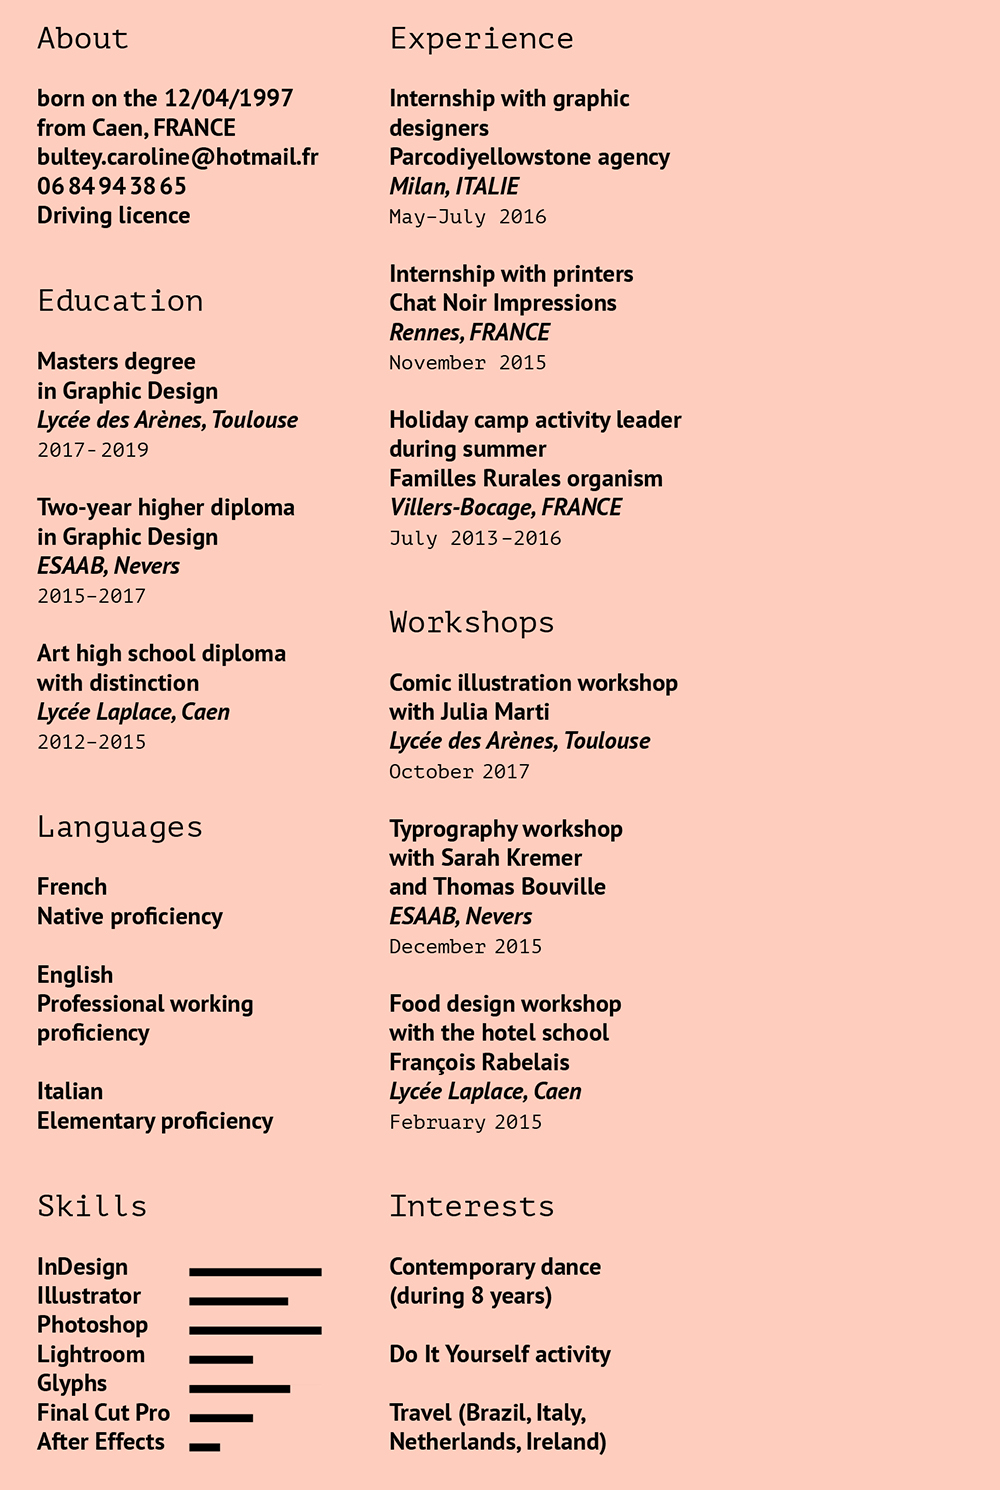 About
born on the 12/04/1997
from Caen, FRANCE
bultey.caroline@hotmail.fr
06 84 94 38 65
Driving licence
Education
Masters degree
in Graphic Design
Lycée des Arènes, Toulouse
2017-2019
Two-year higher diploma
in Graphic Design
ESAAB, Nevers
2015–2017
Art high school diploma
with distinction
Lycée Laplace, Caen
2012–2015
Languages
French
Native proficiency
English
Professional working
proficiency
Italian
Elementary proficiency
Skills
InDesign
Illustrator
Photoshop
Lightroom
Glyphs
Final Cut Pro
After Effects
Experience
Internship with graphic
designers
Parcodiyellowstone agency
Milan, ITALIE
May–July 2016
Internship with printers
Chat Noir Impressions
Rennes, FRANCE
November 2015
Holiday camp activity leader
during summer
Familles Rurales organism
Villers-Bocage, FRANCE
July 2013–2016
Workshops
Comic illustration workshop
with Julia Marti
Lycée des Arènes, Toulouse
October 2017
Typrography workshop
with Sarah Kremer
and Thomas Bouville
ESAAB, Nevers
December 2015
Food design workshop
with the hotel school
François Rabelais
Lycée Laplace, Caen
February 2015
Interests
Contemporary dance
(during 8 years)
Do It Yourself activity
Travel (Brazil, Italy,
Netherlands, Ireland)